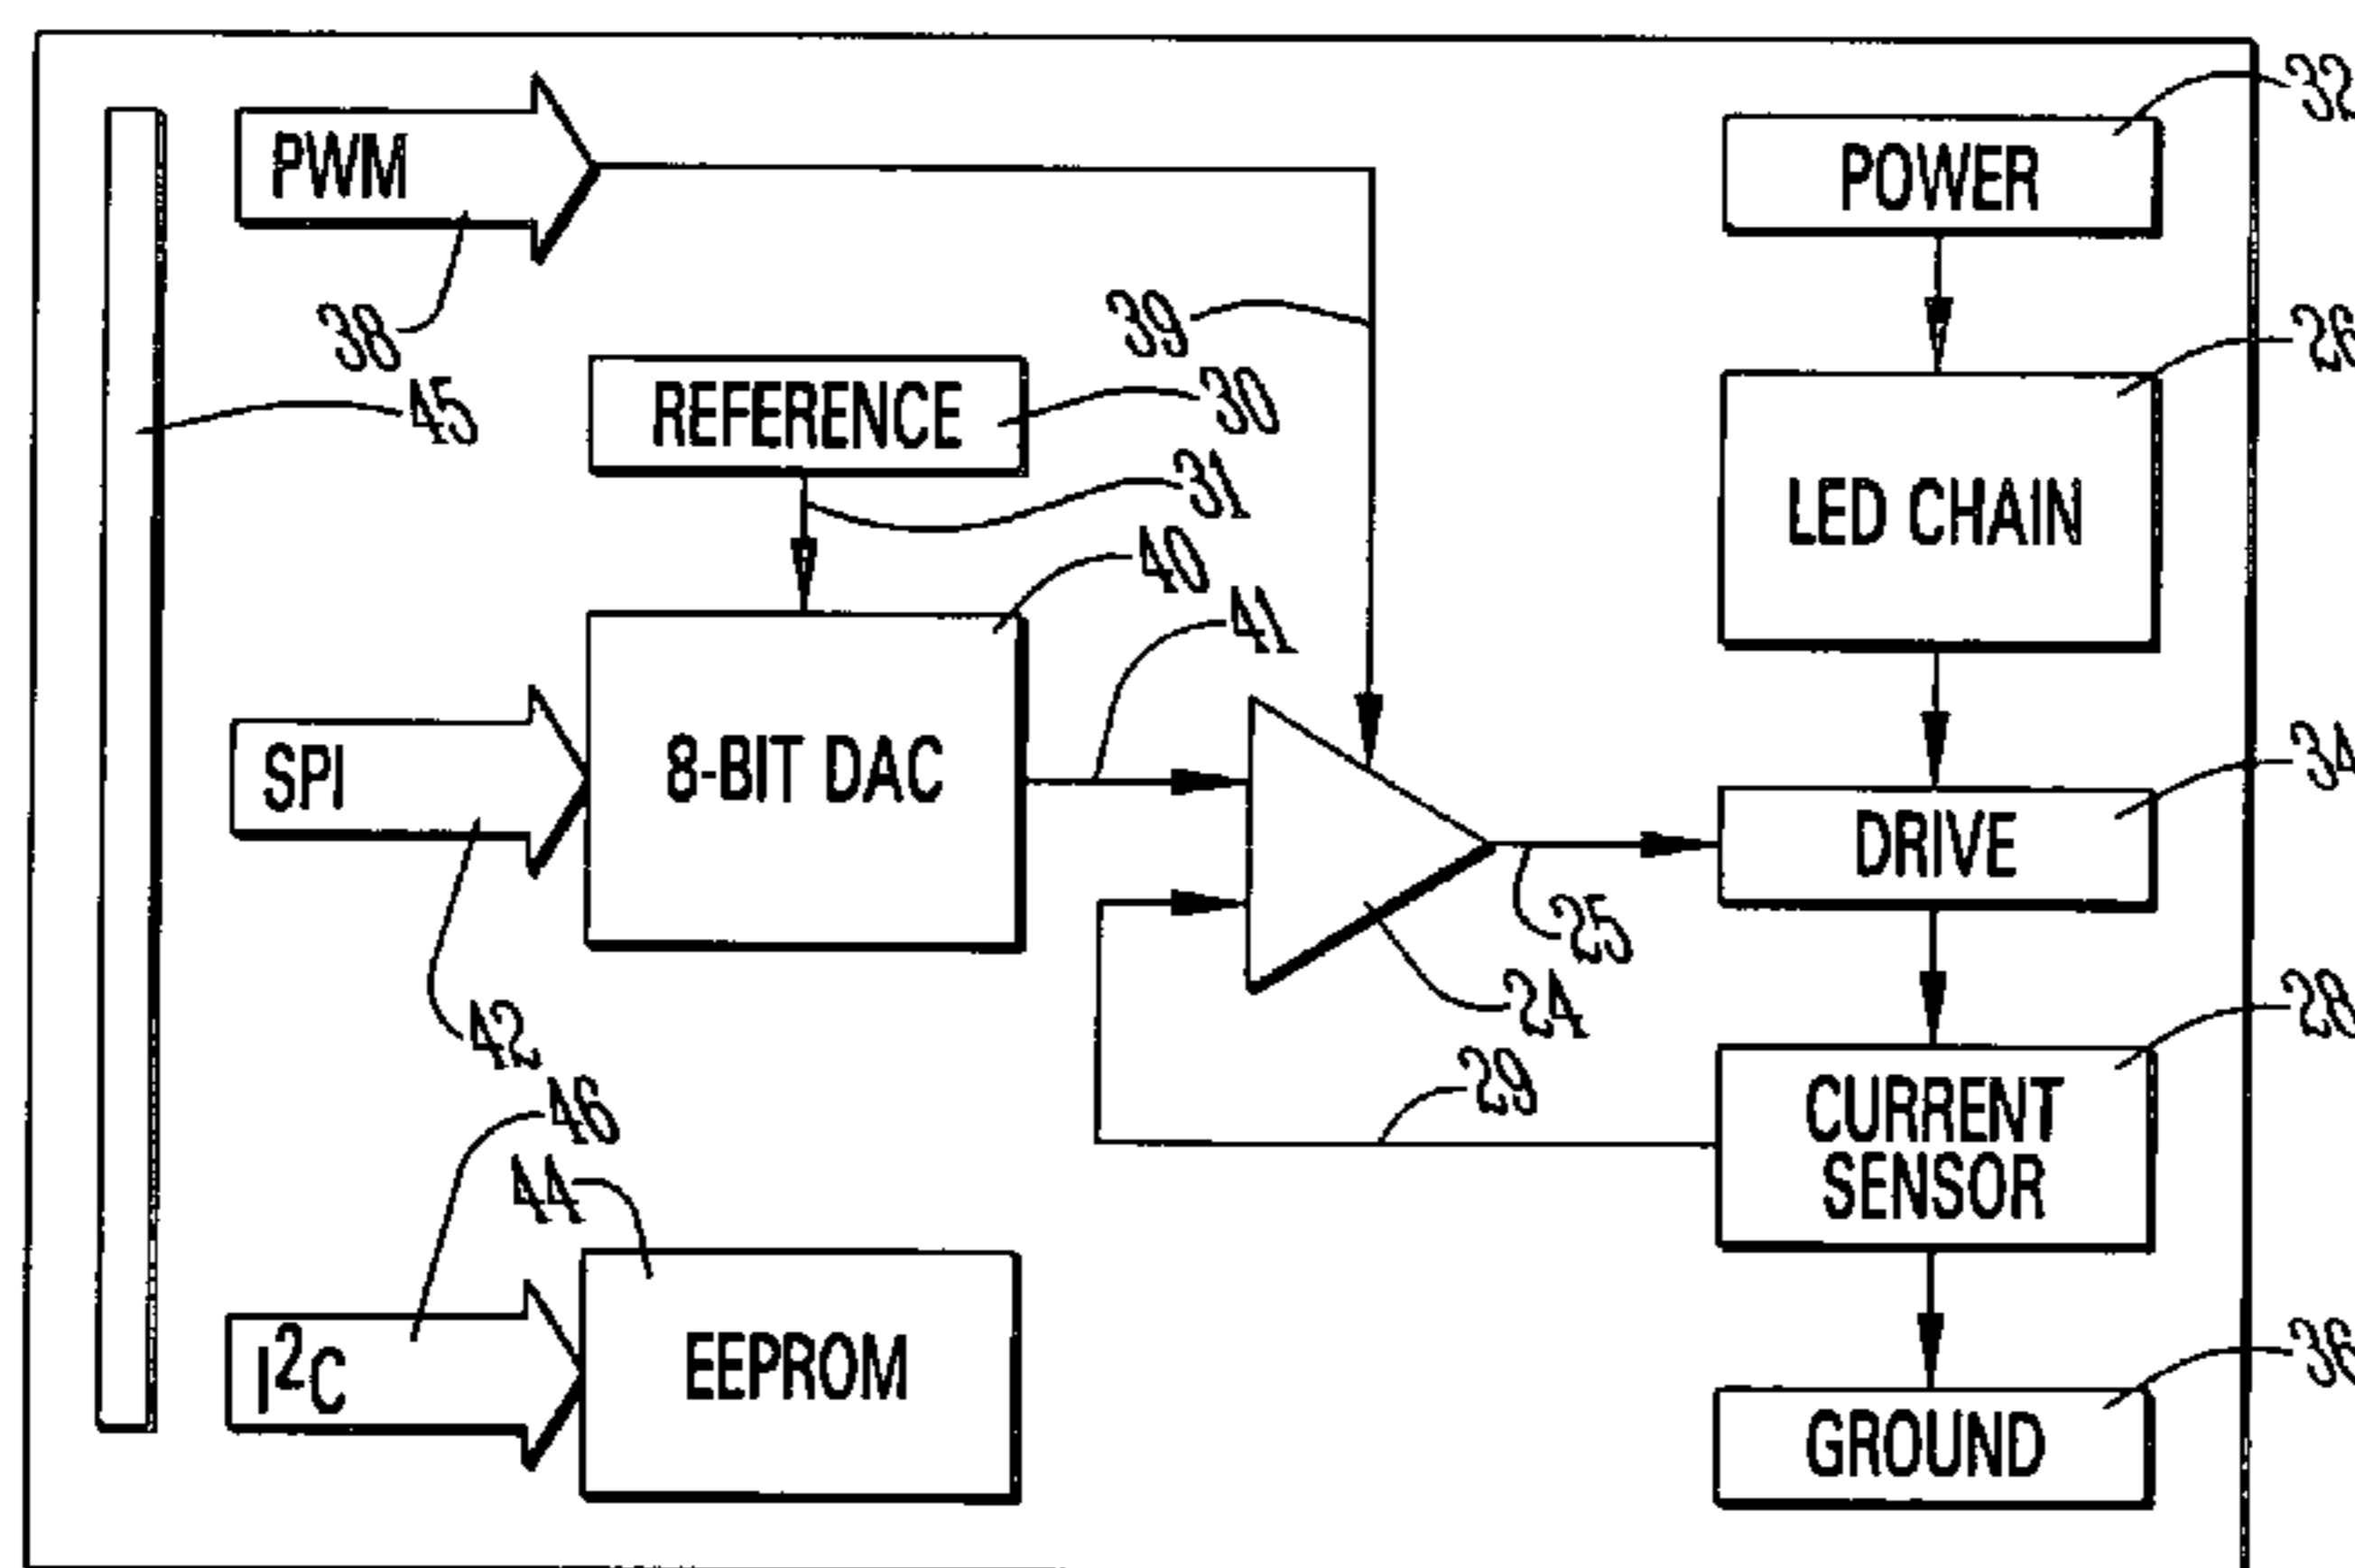 PWM
POWER
32
38
39
26
45
REFERENCE
30
LED CHAIN
31
40
41
SPI
8-BIT DAC
34
DRIVE
25
42
24
28
46
29
CURRENT
SENSOR
44
I²C
EEPROM
36
GROUND